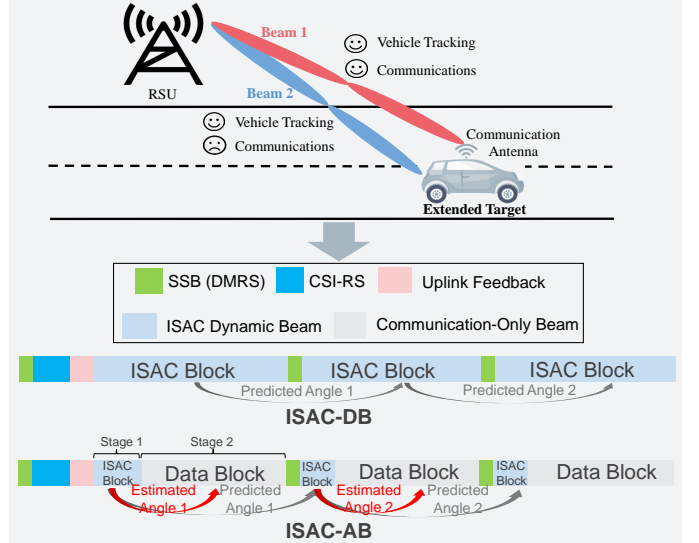 Beam 1
Vehicle Tracking
Communications
RSU
Beam 2
Vehicle Tracking
Communications
Communication
Antenna
Extended Target
SSB (DMRS)
CSI-RS
Uplink Feedback
ISAC Dynamic Beam
Communication-Only Beam
ISAC Block
ISAC Block
ISAC Block
Predicted Angle 1
Predicted Angle 2
ISAC-DB
Stage 1
Stage 2
ISAC
Block
Data Block
ISAC
Block
Data Block
ISAC
Block
Data Block
Estimated
Angle 1
Predicted
Angle 1
Estimated
Angle 2
Predicted
Angle 2
ISAC-AB